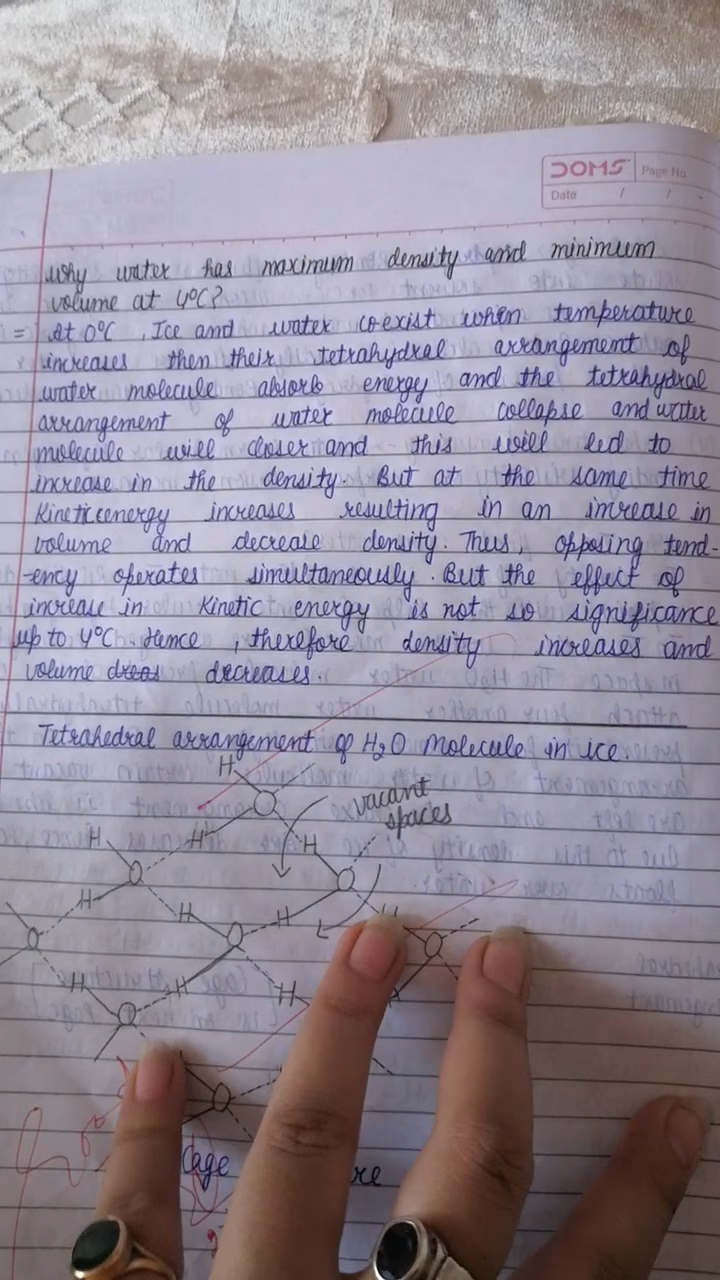 DOMS Page No
Date / /
Why water has maximum density and minimum
volume at 4°C?
= At 0°C, Ice and water coexist when temperature
increases then their tetrahydral arrangement of
water molecule absorb energy and the tetrahydral
arrangement of water molecule collapse and water
molecule will closer and this will led to
increase in the density. But at the same time
Kinetic energy increases resulting in an increase in
volume and decrease density. Thus, opposing tend-
-ency operates simultaneously. But the effect of
increase in Kinetic energy is not so significance
up to 4°C. Hence, therefore density increases and
volume dreas decreases.
Tetrahedral arrangement of H2O Molecule in ice.
H
O
vacant
spaces
H H
H
O O
H H
H H
O O O
H H H
O
O
Cage